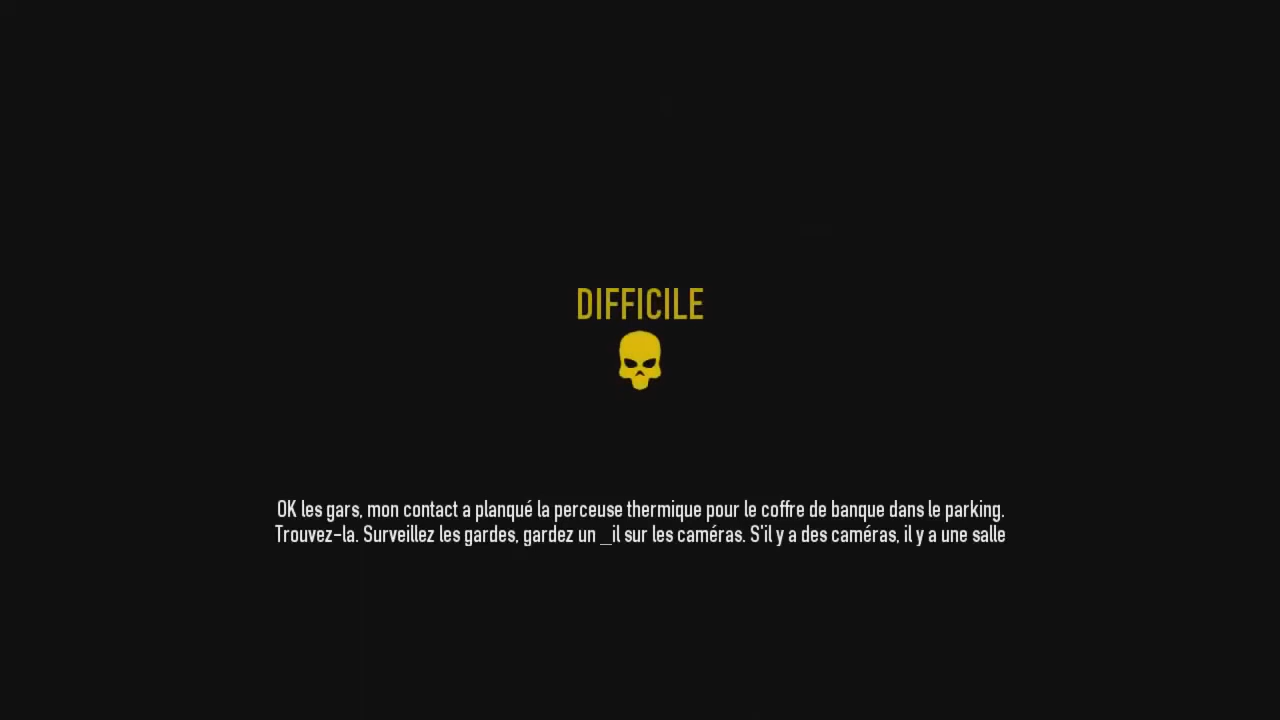 DIFFICILE
OK les gars, mon contact a planqué la perceuse thermique pour le coffre de banque dans le parking.
Trouvez-la. Surveillez les gardes, gardez un _il sur les caméras. S'il y a des caméras, il y a une salle